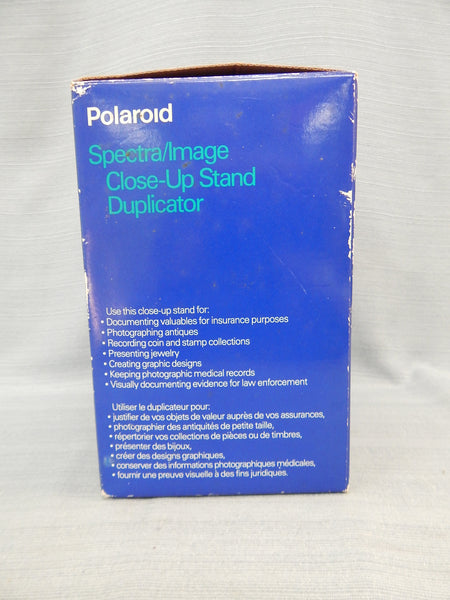 Polaroid
Spectra/Image
Close-Up Stand
Duplicator
Use this close-up stand for:
• Documenting valuables for insurance purposes
• Photographing antiques
• Recording coin and stamp collections
• Presenting jewelry
• Creating graphic designs
• Keeping photographic medical records
• Visually documenting evidence for law enforcement
Utiliser le duplicateur pour:
• justifier de vos objets de valeur auprès de vos assurances,
• photographier des antiquités de petite taille,
• répertorier vos collections de pièces ou de timbres,
• présenter des bijoux,
• créer des designs graphiques,
• conserver des informations photographiques médicales,
• fournir une preuve visuelle à des fins juridiques.